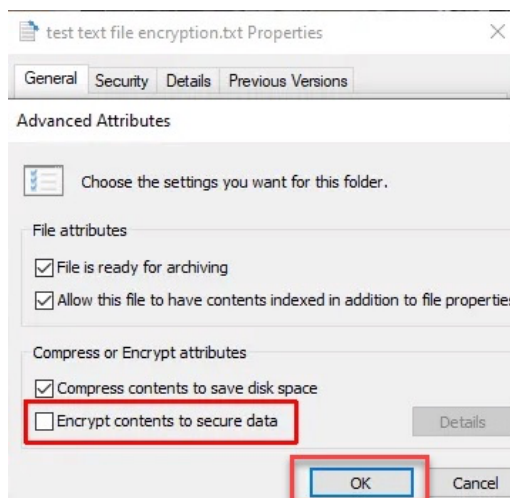 test text file encryption.txt Properties
General Security Details Previous Versions
Advanced Attributes
Choose the settings you want for this folder.
File attributes
File is ready for archiving
Allow this file to have contents indexed in addition to file propertie
Compress or Encrypt attributes
Compress contents to save disk space
Encrypt contents to secure data
Details
OK Cancel